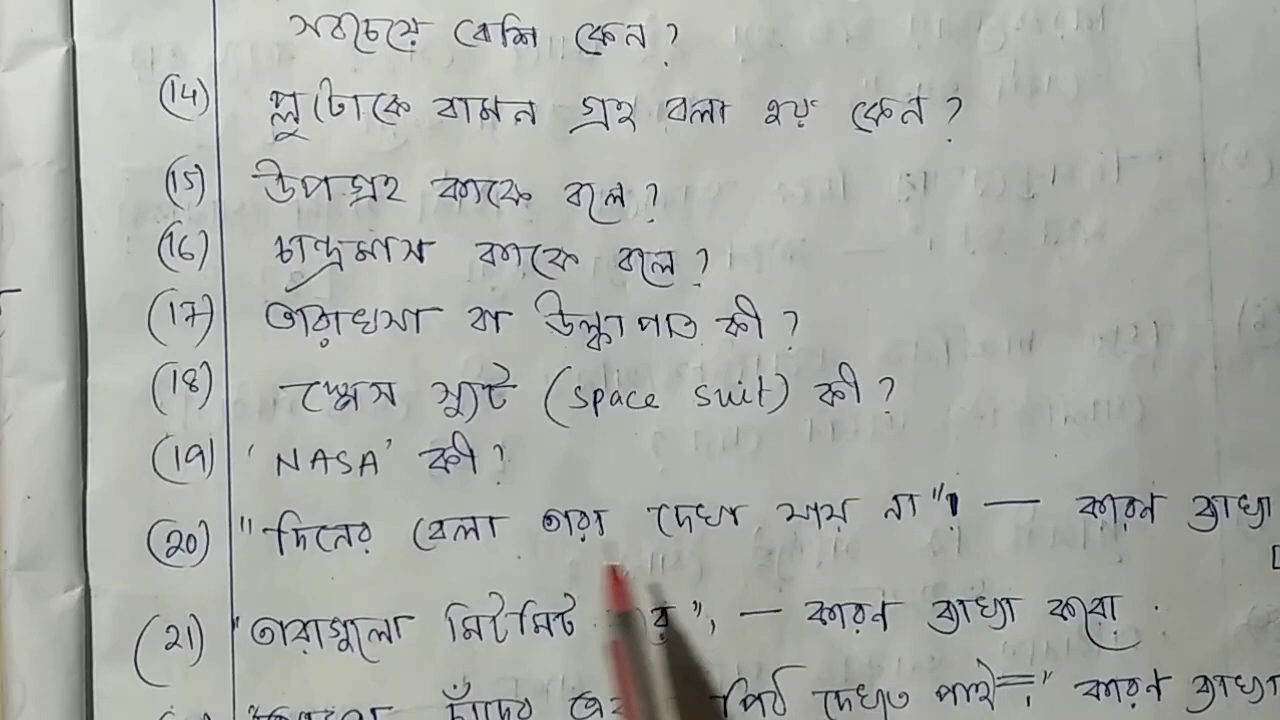 সবচেয়ে বেশি কেন?
(14) প্লুটোকে বামন গ্রহ বলা হয় কেন?
(15) উপগ্রহ কাকে বলে?
(16) চান্দ্রমাস কাকে বলে?
(17) তারাখসা বা উল্কাপাত কী?
(18) স্পেস স্যুট (space suit) কী?
(19) 'NASA' কী?
(20) "দিনের বেলা তারা দেখা যায় না"। — কারণ ব্যাখ্যা
(21) "তারাগুলো মিটমিট করে", — কারণ ব্যাখ্যা করো.
চাঁদের পিঠ দেখতে পাই—" কারণ ব্যাখ্যা